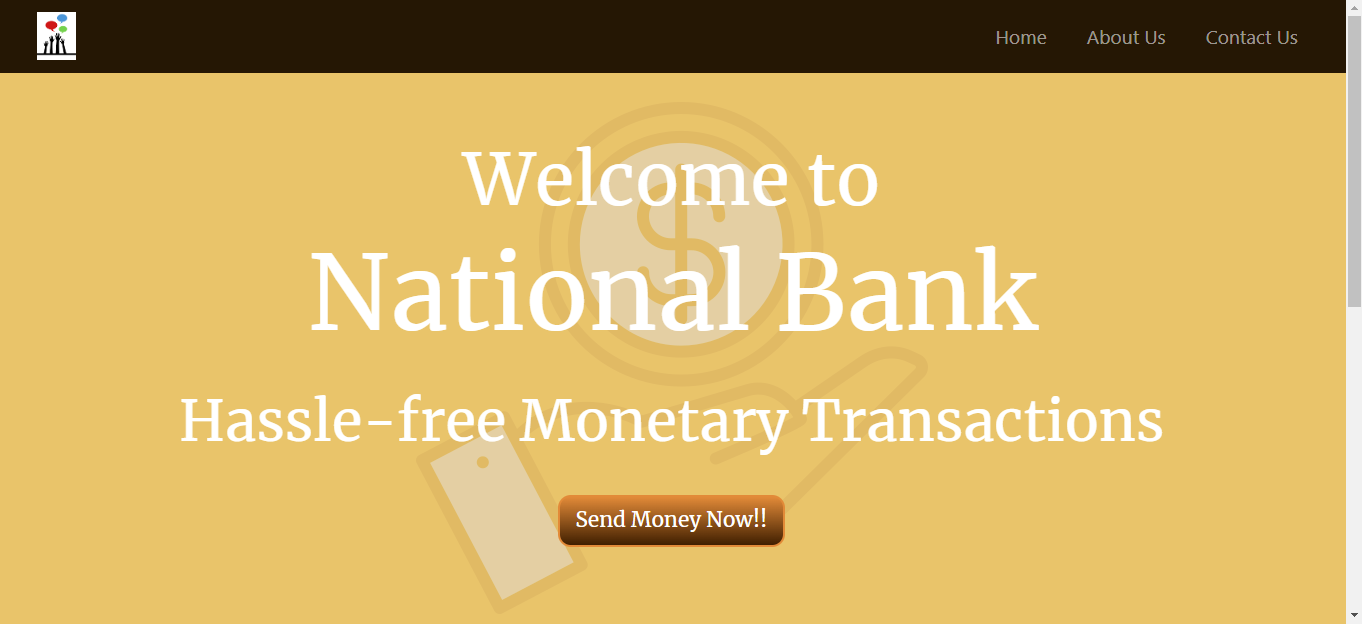 Home About Us Contact Us
Welcome to
$
National Bank
Hassle-free Monetary Transactions
Send Money Now!!